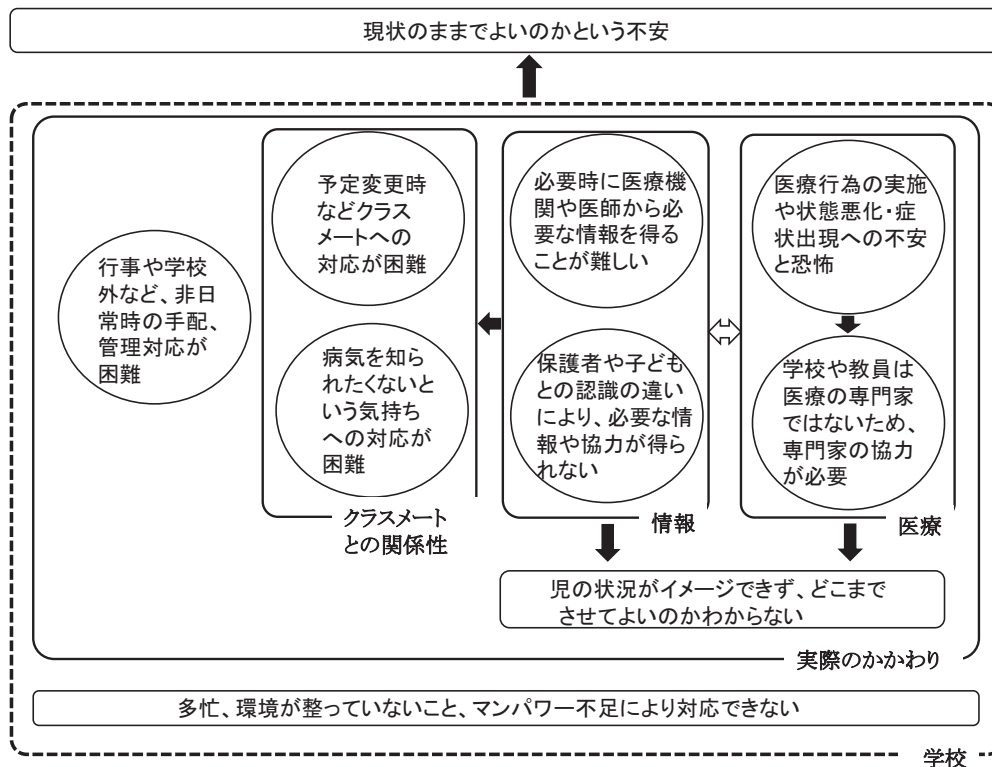 現状のままでよいのかという不安
行事や学校
外など、非日
常時の手配、
管理対応が
困難
予定変更時
などクラス
メートへの
対応が困難
病気を知ら
れたくないと
いう気持ち
への対応が
困難
クラスメート
との関係性
必要時に医療機
関や医師から必
要な情報を得る
ことが難しい
保護者や子ども
との認識の違い
により、必要な情
報や協力が得ら
れない
情報
医療行為の実施
や状態悪化・症
状出現への不安
と恐怖
学校や教員は
医療の専門家
ではないため、
専門家の協力
が必要
医療
児の状況がイメージできず、どこまで
させてよいのかわからない
実際のかかわり
多忙、環境が整っていないこと、マンパワー不足により対応できない
学校